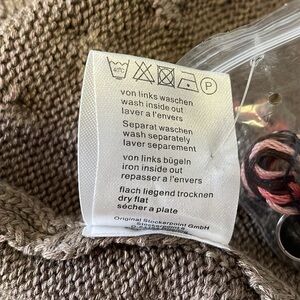 P
von links waschen
wash inside out
laver a l'envers
Separat waschen
wash separately
laver separement
von links bügeln
iron inside out
repasser a l'envers
flach liegend trocknen
dry flat
sécher a plate
Original Stockerpoint GmbH